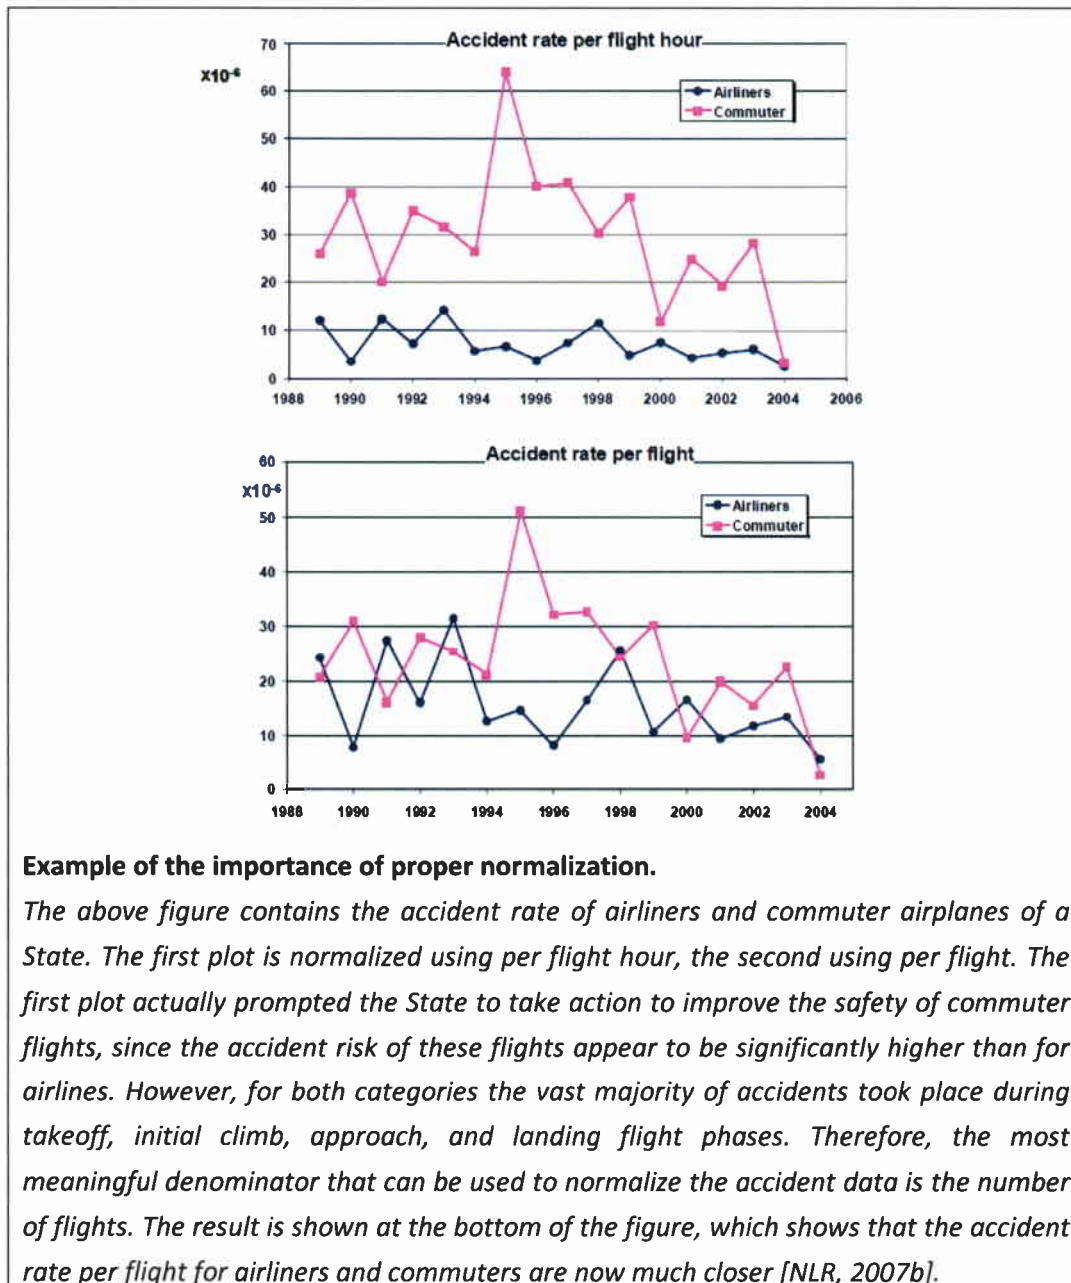 Accident rate per flight hour
X10-6
70
60
50
40
30
20
10
0
Airliners
Commuter
1988 1990 1992 1994 1996 1998 2000 2002 2004 2006
Accident rate per flight
60
X10-6
50
40
30
20
10
0
Airliners
Commuter
1988 1990 1992 1994 1996 1998 2000 2002 2004
Example of the importance of proper normalization.
The above figure contains the accident rate of airliners and commuter airplanes of a
State. The first plot is normalized using per flight hour, the second using per flight. The
first plot actually prompted the State to take action to improve the safety of commuter
flights, since the accident risk of these flights appear to be significantly higher than for
airlines. However, for both categories the vast majority of accidents took place during
takeoff, initial climb, approach, and landing flight phases. Therefore, the most
meaningful denominator that can be used to normalize the accident data is the number
of flights. The result is shown at the bottom of the figure, which shows that the accident
rate per flight for airliners and commuters are now much closer [NLR, 2007b].